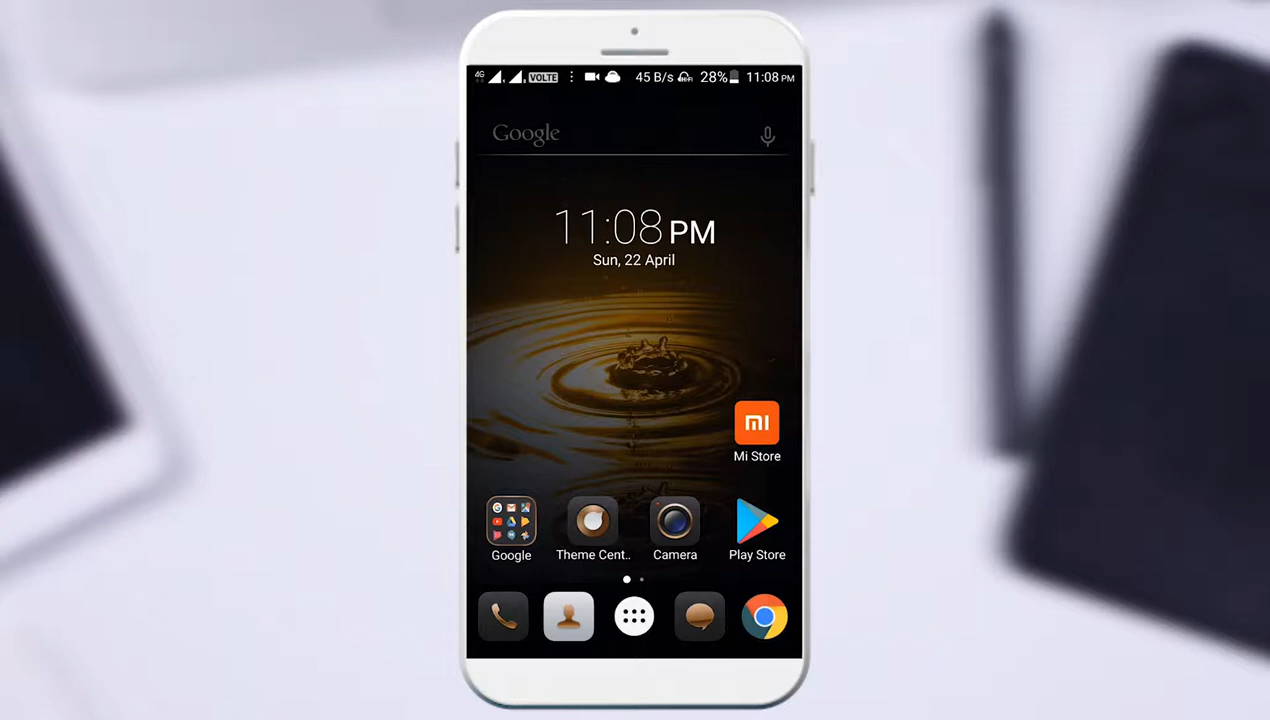 4G VOLTE 45 B/s 28% 11:08 PM
Google
11:08 PM
Sun, 22 April
mi
Mi Store
Google
Theme Cent..
Camera
Play Store